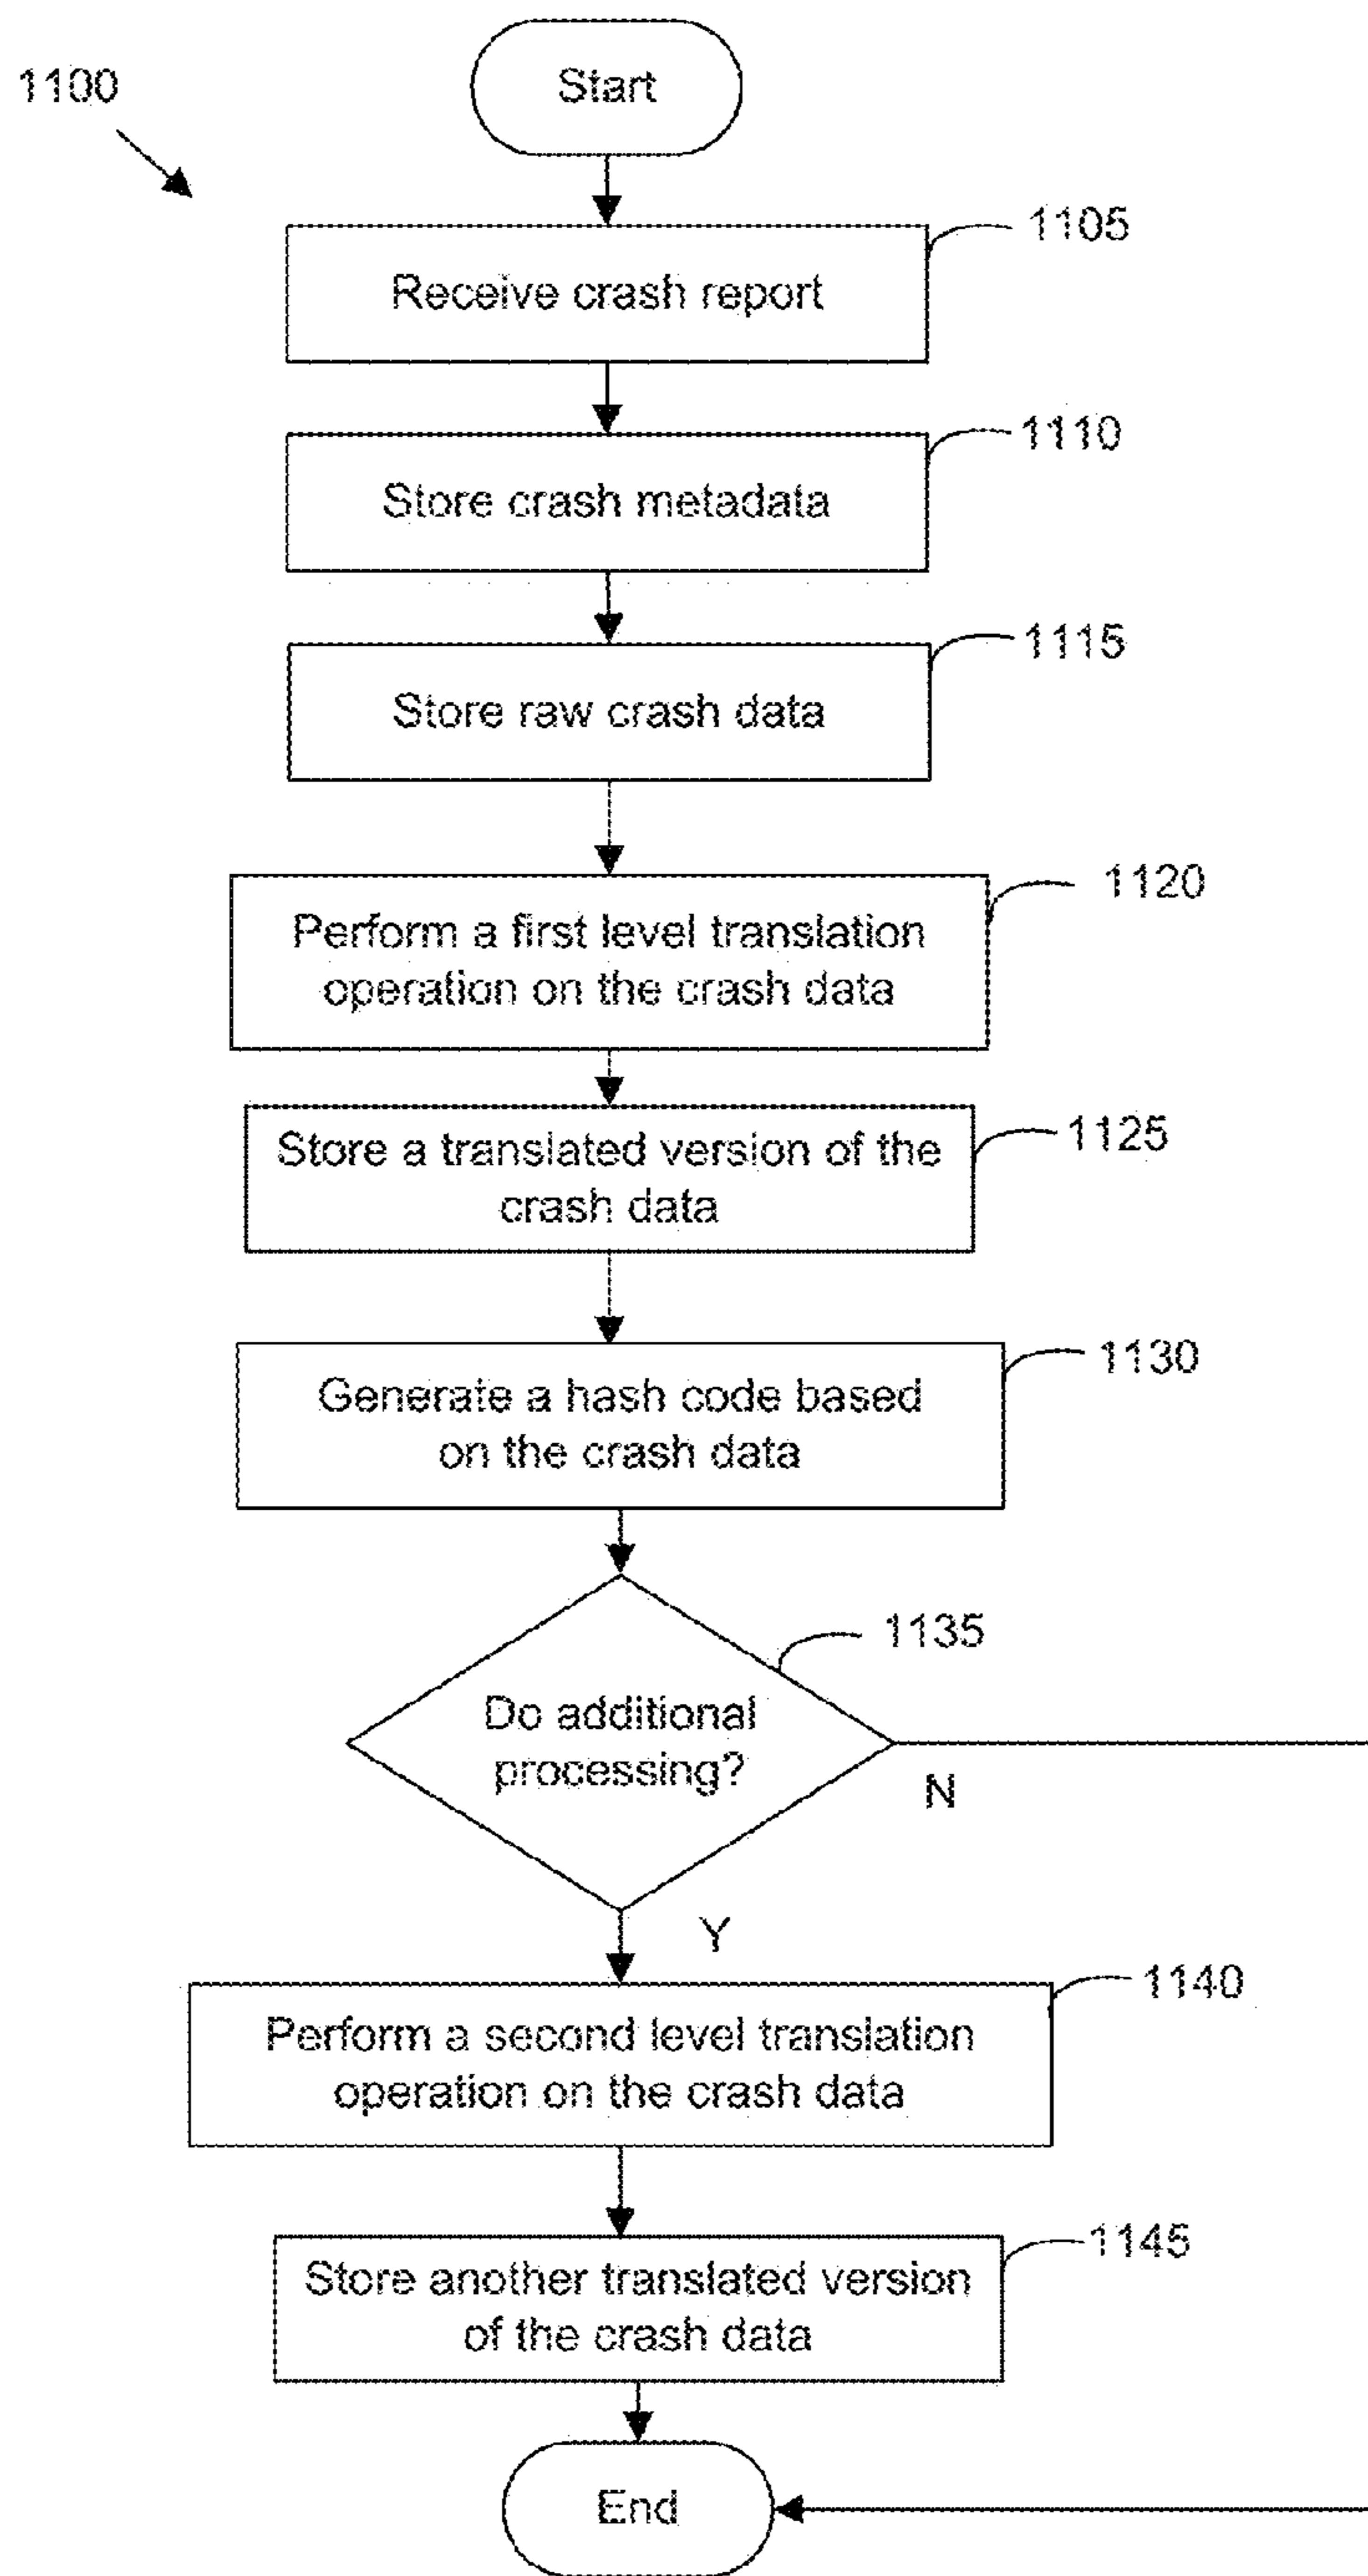 1100
Start
1105
Receive crash report
1110
Store crash metadata
1115
Store raw crash data
1120
Perform a first level translation
operation on the crash data
1125
Store a translated version of the
crash data
1130
Generate a hash code based
on the crash data
1135
Do additional
processing?
N
Y
1140
Perform a second level translation
operation on the crash data
1145
Store another translated version
of the crash data
End